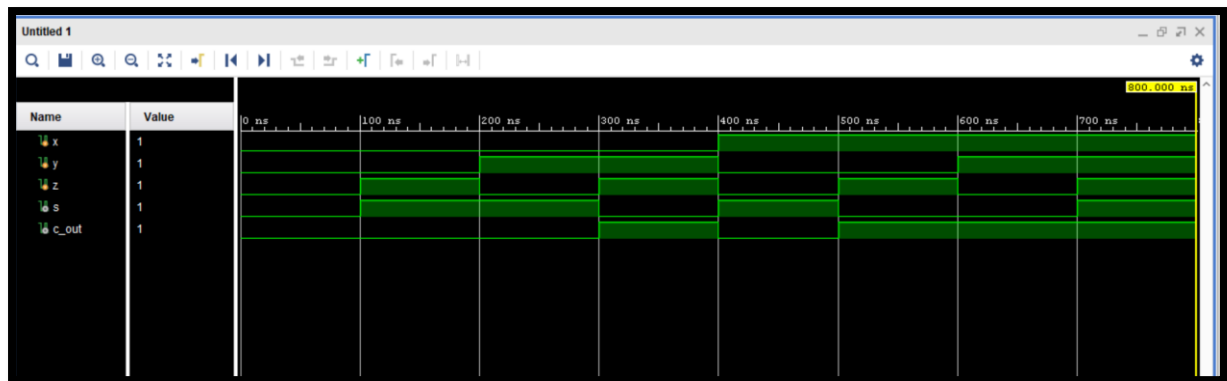 Untitled 1
800.000 ns
Name Value
0 ns 100 ns 200 ns 300 ns 400 ns 500 ns 600 ns 700 ns
x 1
y 1
z 1
s 1
c_out 1